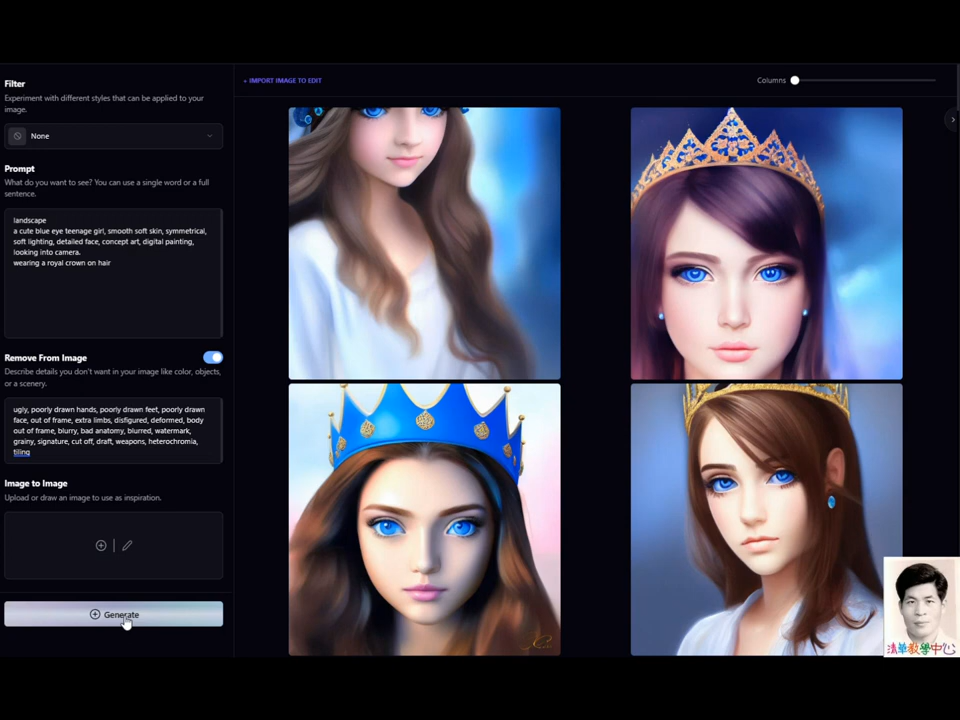 Filter
Experiment with different styles that can be applied to your
image.
None
Prompt
What do you want to see? You can use a single word or a full
sentence.
landscape
a cute blue eye teenage girl, smooth soft skin, symmetrical,
soft lighting, detailed face, concept art, digital painting,
looking into camera.
wearing a royal crown on hair
Remove From Image
Describe details you don't want in your image like color, objects,
or a scenery.
ugly, poorly drawn hands, poorly drawn feet, poorly drawn
face, out of frame, extra limbs, disfigured, deformed, body
out of frame, blurry, bad anatomy, blurred, watermark,
grainy, signature, cut off, draft, weapons, heterochromia,
tiling
Image to Image
Upload or draw an image to use as inspiration.
Generate
+ IMPORT IMAGE TO EDIT
Columns
清華教學中心